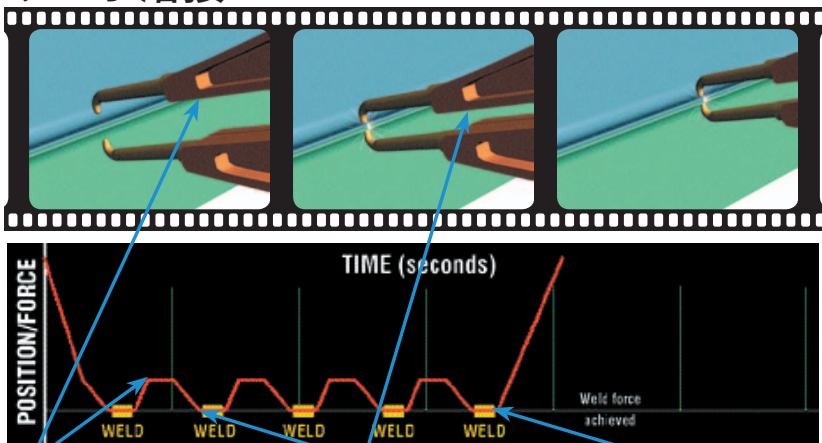 TIME (seconds)
POSITION/FORCE
Weld force
achieved
WELD WELD WELD WELD WELD